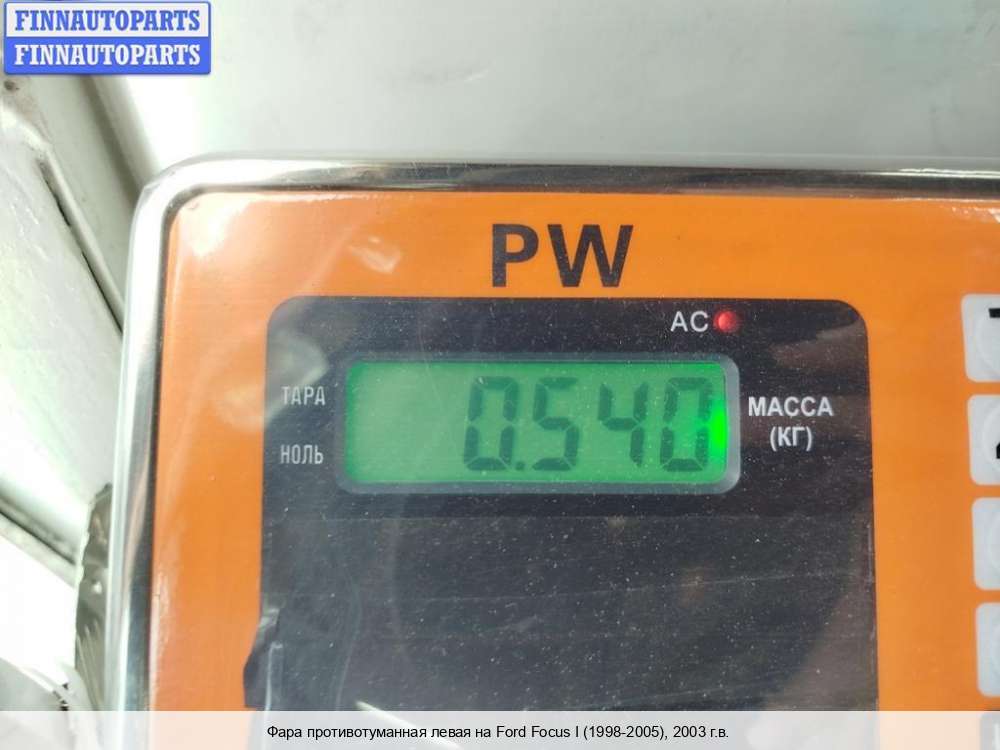 FINNAUTOPARTS
FINNAUTOPARTS
PW
AC
ТАРА
0.540
МАССА
(КГ)
НОЛЬ
1
Фара противотуманная левая на Ford Focus I (1998-2005), 2003 г.в.